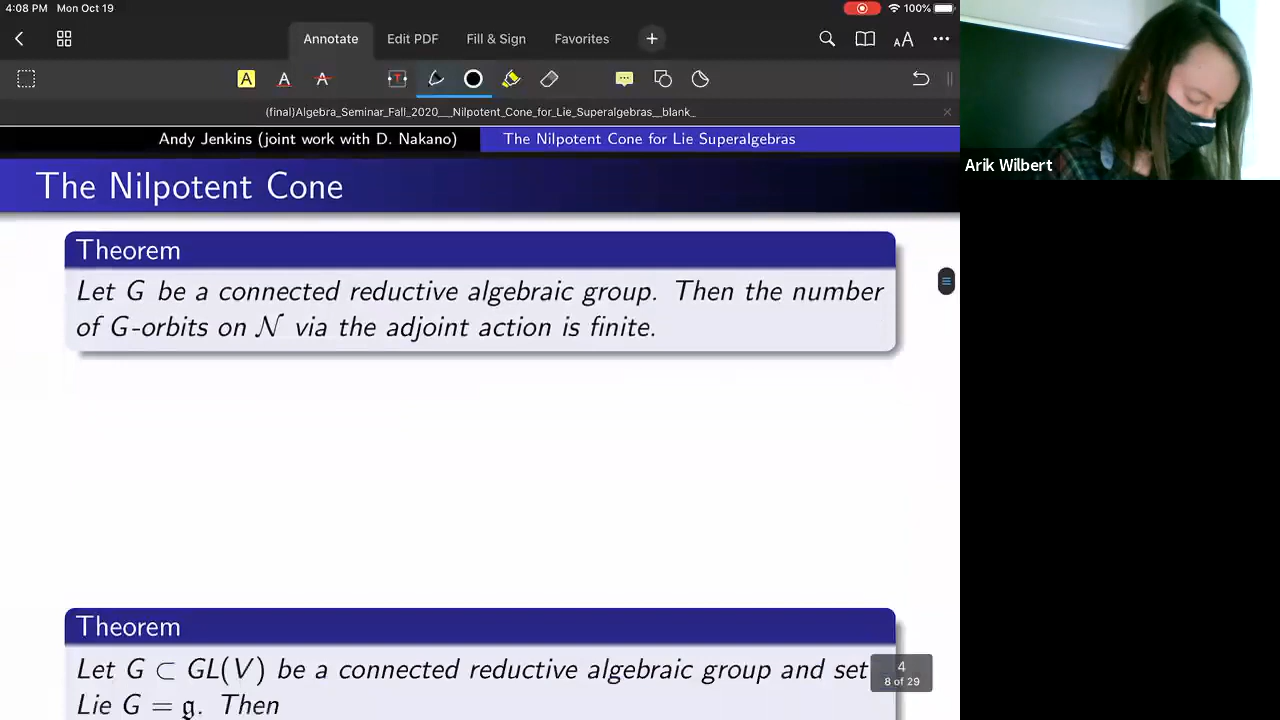 4:08 PM Mon Oct 19
100%
Annotate Edit PDF Fill & Sign Favorites
(final)Algebra_Seminar_Fall_2020___Nilpotent_Cone_for_Lie_Superalgebras__blank_
Andy Jenkins (joint work with D. Nakano) The Nilpotent Cone for Lie Superalgebras
The Nilpotent Cone
Theorem
Let G be a connected reductive algebraic group. Then the number
of G-orbits on 𝒩 via the adjoint action is finite.
Theorem
Let G ⊂ GL(V) be a connected reductive algebraic group and set
Lie G = 𝔤. Then
4
8 of 29
Arik Wilbert